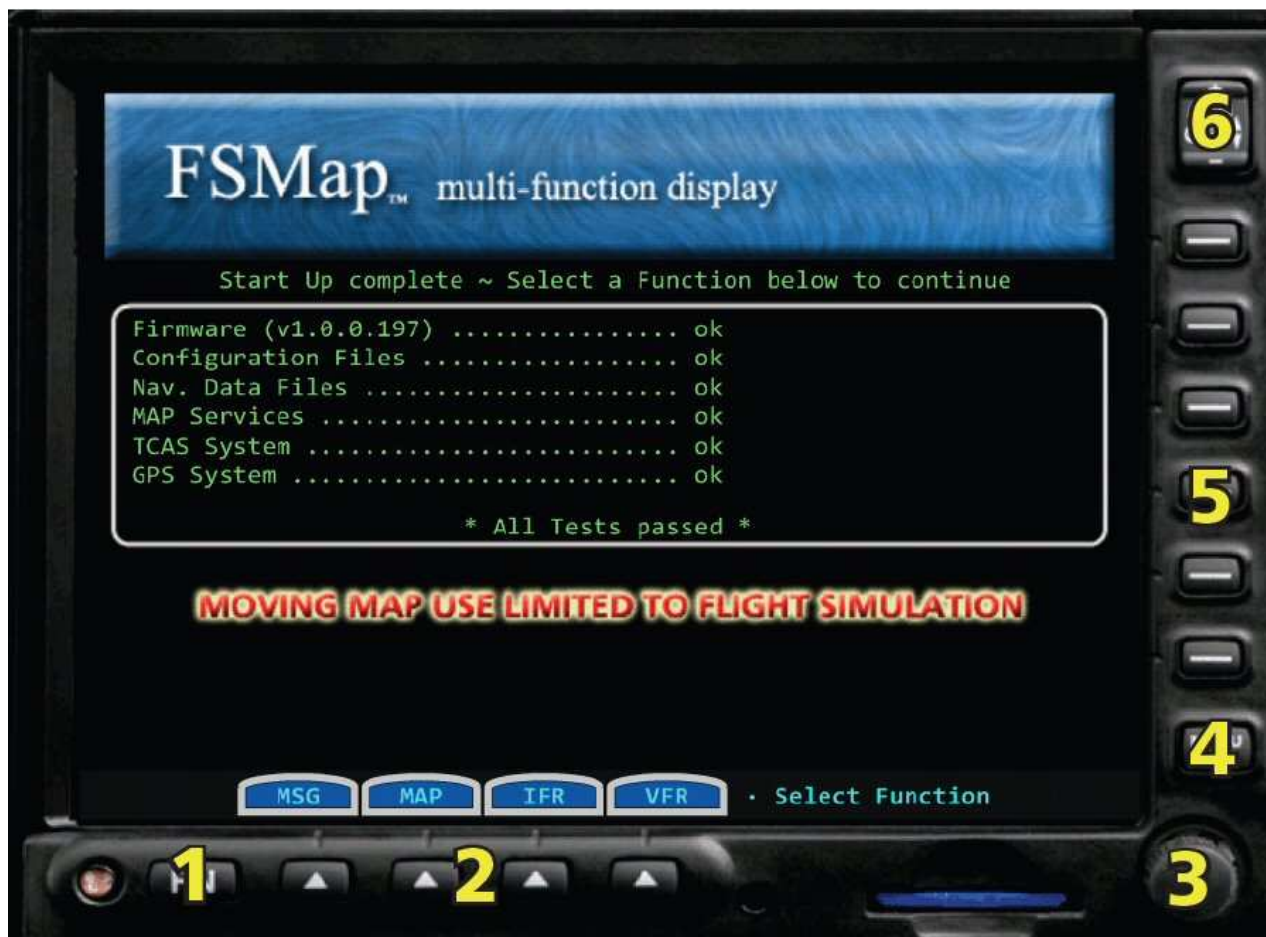 FSMap™ multi-function display
Start Up complete ~ Select a Function below to continue
Firmware (v1.0.0.197) ................ ok
Configuration Files .................. ok
Nav. Data Files ...................... ok
MAP Services ......................... ok
TCAS System .......................... ok
GPS System ........................... ok
* All Tests passed *
MOVING MAP USE LIMITED TO FLIGHT SIMULATION
MSG MAP IFR VFR · Select Function
6
5
4
1
2
3